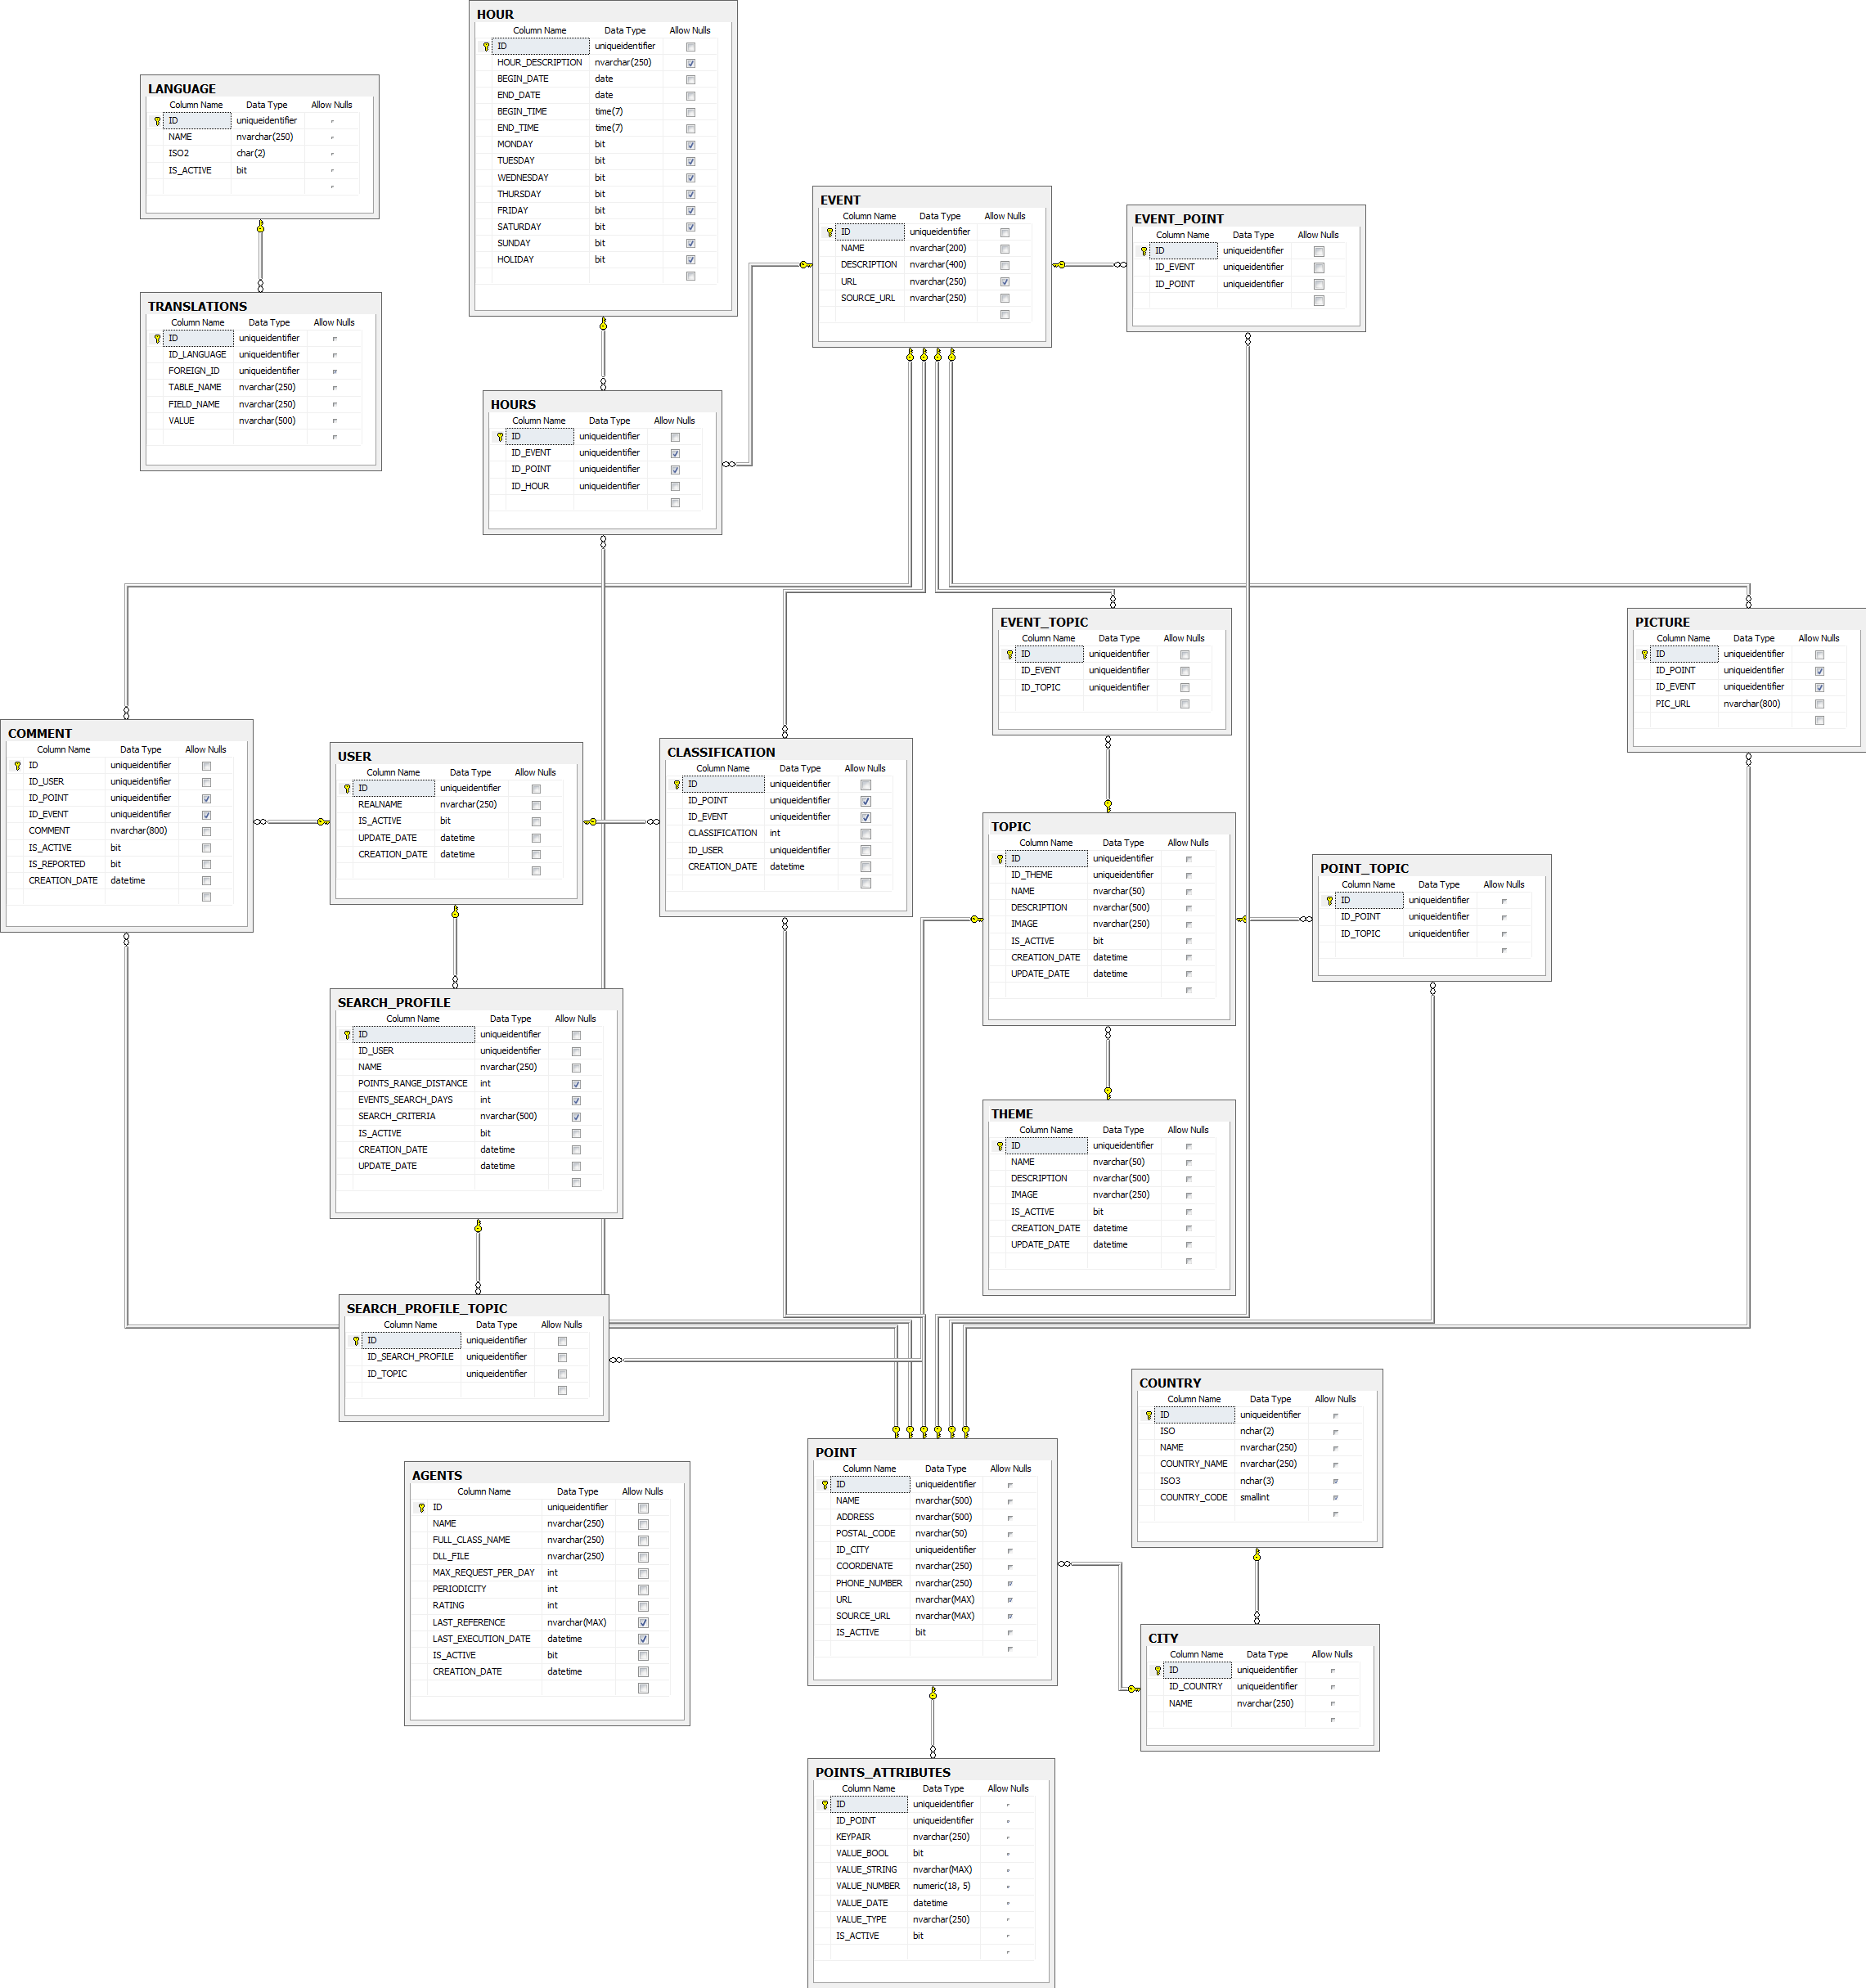 HOUR
Column Name Data Type Allow Nulls
ID uniqueidentifier
HOUR_DESCRIPTION nvarchar(250)
BEGIN_DATE date
END_DATE date
BEGIN_TIME time(7)
END_TIME time(7)
MONDAY bit
TUESDAY bit
WEDNESDAY bit
THURSDAY bit
FRIDAY bit
SATURDAY bit
SUNDAY bit
HOLIDAY bit
LANGUAGE
Column Name Data Type Allow Nulls
ID uniqueidentifier
NAME nvarchar(250)
ISO2 char(2)
IS_ACTIVE bit
EVENT
Column Name Data Type Allow Nulls
ID uniqueidentifier
NAME nvarchar(200)
DESCRIPTION nvarchar(400)
URL nvarchar(250)
SOURCE_URL nvarchar(250)
EVENT_POINT
Column Name Data Type Allow Nulls
ID uniqueidentifier
ID_EVENT uniqueidentifier
ID_POINT uniqueidentifier
TRANSLATIONS
Column Name Data Type Allow Nulls
ID uniqueidentifier
ID_LANGUAGE uniqueidentifier
FOREIGN_ID uniqueidentifier
TABLE_NAME nvarchar(250)
FIELD_NAME nvarchar(250)
VALUE nvarchar(500)
HOURS
Column Name Data Type Allow Nulls
ID uniqueidentifier
ID_EVENT uniqueidentifier
ID_POINT uniqueidentifier
ID_HOUR uniqueidentifier
EVENT_TOPIC
Column Name Data Type Allow Nulls
ID uniqueidentifier
ID_EVENT uniqueidentifier
ID_TOPIC uniqueidentifier
PICTURE
Column Name Data Type Allow Nulls
ID uniqueidentifier
ID_POINT uniqueidentifier
ID_EVENT uniqueidentifier
PIC_URL nvarchar(800)
COMMENT
Column Name Data Type Allow Nulls
ID uniqueidentifier
ID_USER uniqueidentifier
ID_POINT uniqueidentifier
ID_EVENT uniqueidentifier
COMMENT nvarchar(800)
IS_ACTIVE bit
IS_REPORTED bit
CREATION_DATE datetime
USER
Column Name Data Type Allow Nulls
ID uniqueidentifier
REALNAME nvarchar(250)
IS_ACTIVE bit
UPDATE_DATE datetime
CREATION_DATE datetime
CLASSIFICATION
Column Name Data Type Allow Nulls
ID uniqueidentifier
ID_POINT uniqueidentifier
ID_EVENT uniqueidentifier
CLASSIFICATION int
ID_USER uniqueidentifier
CREATION_DATE datetime
TOPIC
Column Name Data Type Allow Nulls
ID uniqueidentifier
ID_THEME uniqueidentifier
NAME nvarchar(50)
DESCRIPTION nvarchar(500)
IMAGE nvarchar(250)
IS_ACTIVE bit
CREATION_DATE datetime
UPDATE_DATE datetime
POINT_TOPIC
Column Name Data Type Allow Nulls
ID uniqueidentifier
ID_POINT uniqueidentifier
ID_TOPIC uniqueidentifier
SEARCH_PROFILE
Column Name Data Type Allow Nulls
ID uniqueidentifier
ID_USER uniqueidentifier
NAME nvarchar(250)
POINTS_RANGE_DISTANCE int
EVENTS_SEARCH_DAYS int
SEARCH_CRITERIA nvarchar(500)
IS_ACTIVE bit
CREATION_DATE datetime
UPDATE_DATE datetime
THEME
Column Name Data Type Allow Nulls
ID uniqueidentifier
NAME nvarchar(50)
DESCRIPTION nvarchar(500)
IMAGE nvarchar(250)
IS_ACTIVE bit
CREATION_DATE datetime
UPDATE_DATE datetime
SEARCH_PROFILE_TOPIC
Column Name Data Type Allow Nulls
ID uniqueidentifier
ID_SEARCH_PROFILE uniqueidentifier
ID_TOPIC uniqueidentifier
COUNTRY
Column Name Data Type Allow Nulls
ID uniqueidentifier
ISO nchar(2)
NAME nvarchar(250)
COUNTRY_NAME nvarchar(250)
ISO3 nchar(3)
COUNTRY_CODE smallint
POINT
Column Name Data Type Allow Nulls
ID uniqueidentifier
NAME nvarchar(500)
ADDRESS nvarchar(500)
POSTAL_CODE nvarchar(50)
ID_CITY uniqueidentifier
COORDENATE nvarchar(250)
PHONE_NUMBER nvarchar(250)
URL nvarchar(MAX)
SOURCE_URL nvarchar(MAX)
IS_ACTIVE bit
AGENTS
Column Name Data Type Allow Nulls
ID uniqueidentifier
NAME nvarchar(250)
FULL_CLASS_NAME nvarchar(250)
DLL_FILE nvarchar(250)
MAX_REQUEST_PER_DAY int
PERIODICITY int
RATING int
LAST_REFERENCE nvarchar(MAX)
LAST_EXECUTION_DATE datetime
IS_ACTIVE bit
CREATION_DATE datetime
CITY
Column Name Data Type Allow Nulls
ID uniqueidentifier
ID_COUNTRY uniqueidentifier
NAME nvarchar(250)
POINTS_ATTRIBUTES
Column Name Data Type Allow Nulls
ID uniqueidentifier
ID_POINT uniqueidentifier
KEYPAIR nvarchar(250)
VALUE_BOOL bit
VALUE_STRING nvarchar(MAX)
VALUE_NUMBER numeric(18, 5)
VALUE_DATE datetime
VALUE_TYPE nvarchar(250)
IS_ACTIVE bit